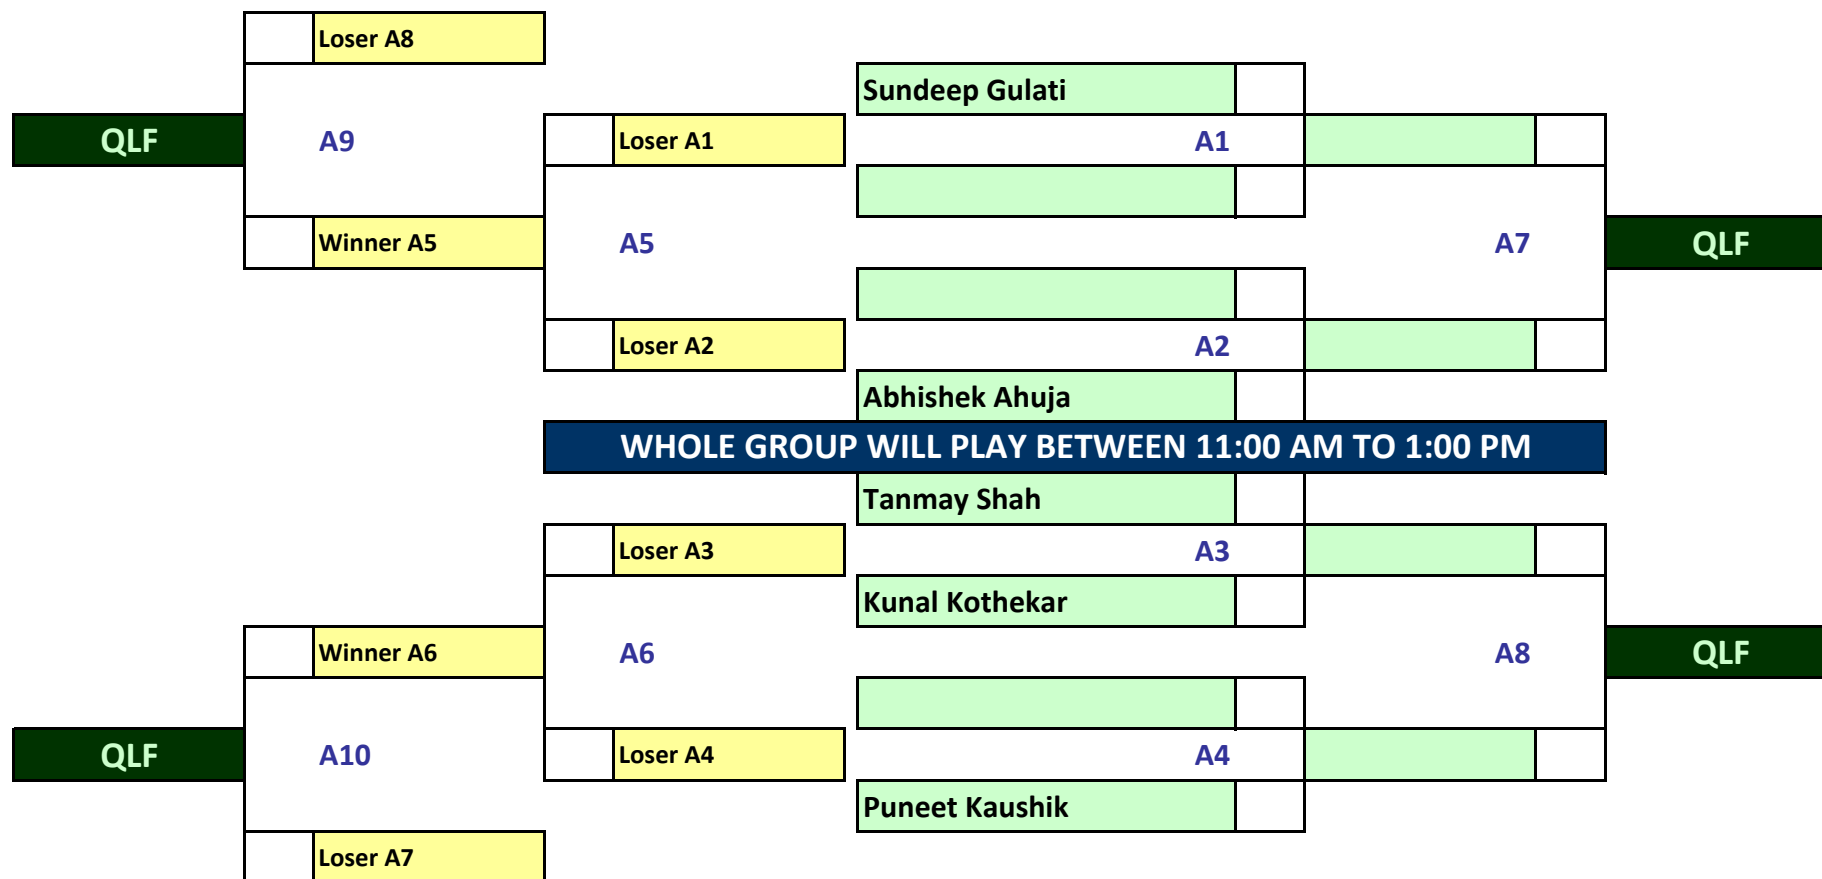 Loser A8
Sundeep Gulati
QLF
A9
Loser A1
A1
Winner A5
A5
A7
QLF
Loser A2
A2
Abhishek Ahuja
WHOLE GROUP WILL PLAY BETWEEN 11:00 AM TO 1:00 PM
Tanmay Shah
Loser A3
A3
Kunal Kothekar
Winner A6
A6
A8
QLF
QLF
A10
Loser A4
A4
Puneet Kaushik
Loser A7